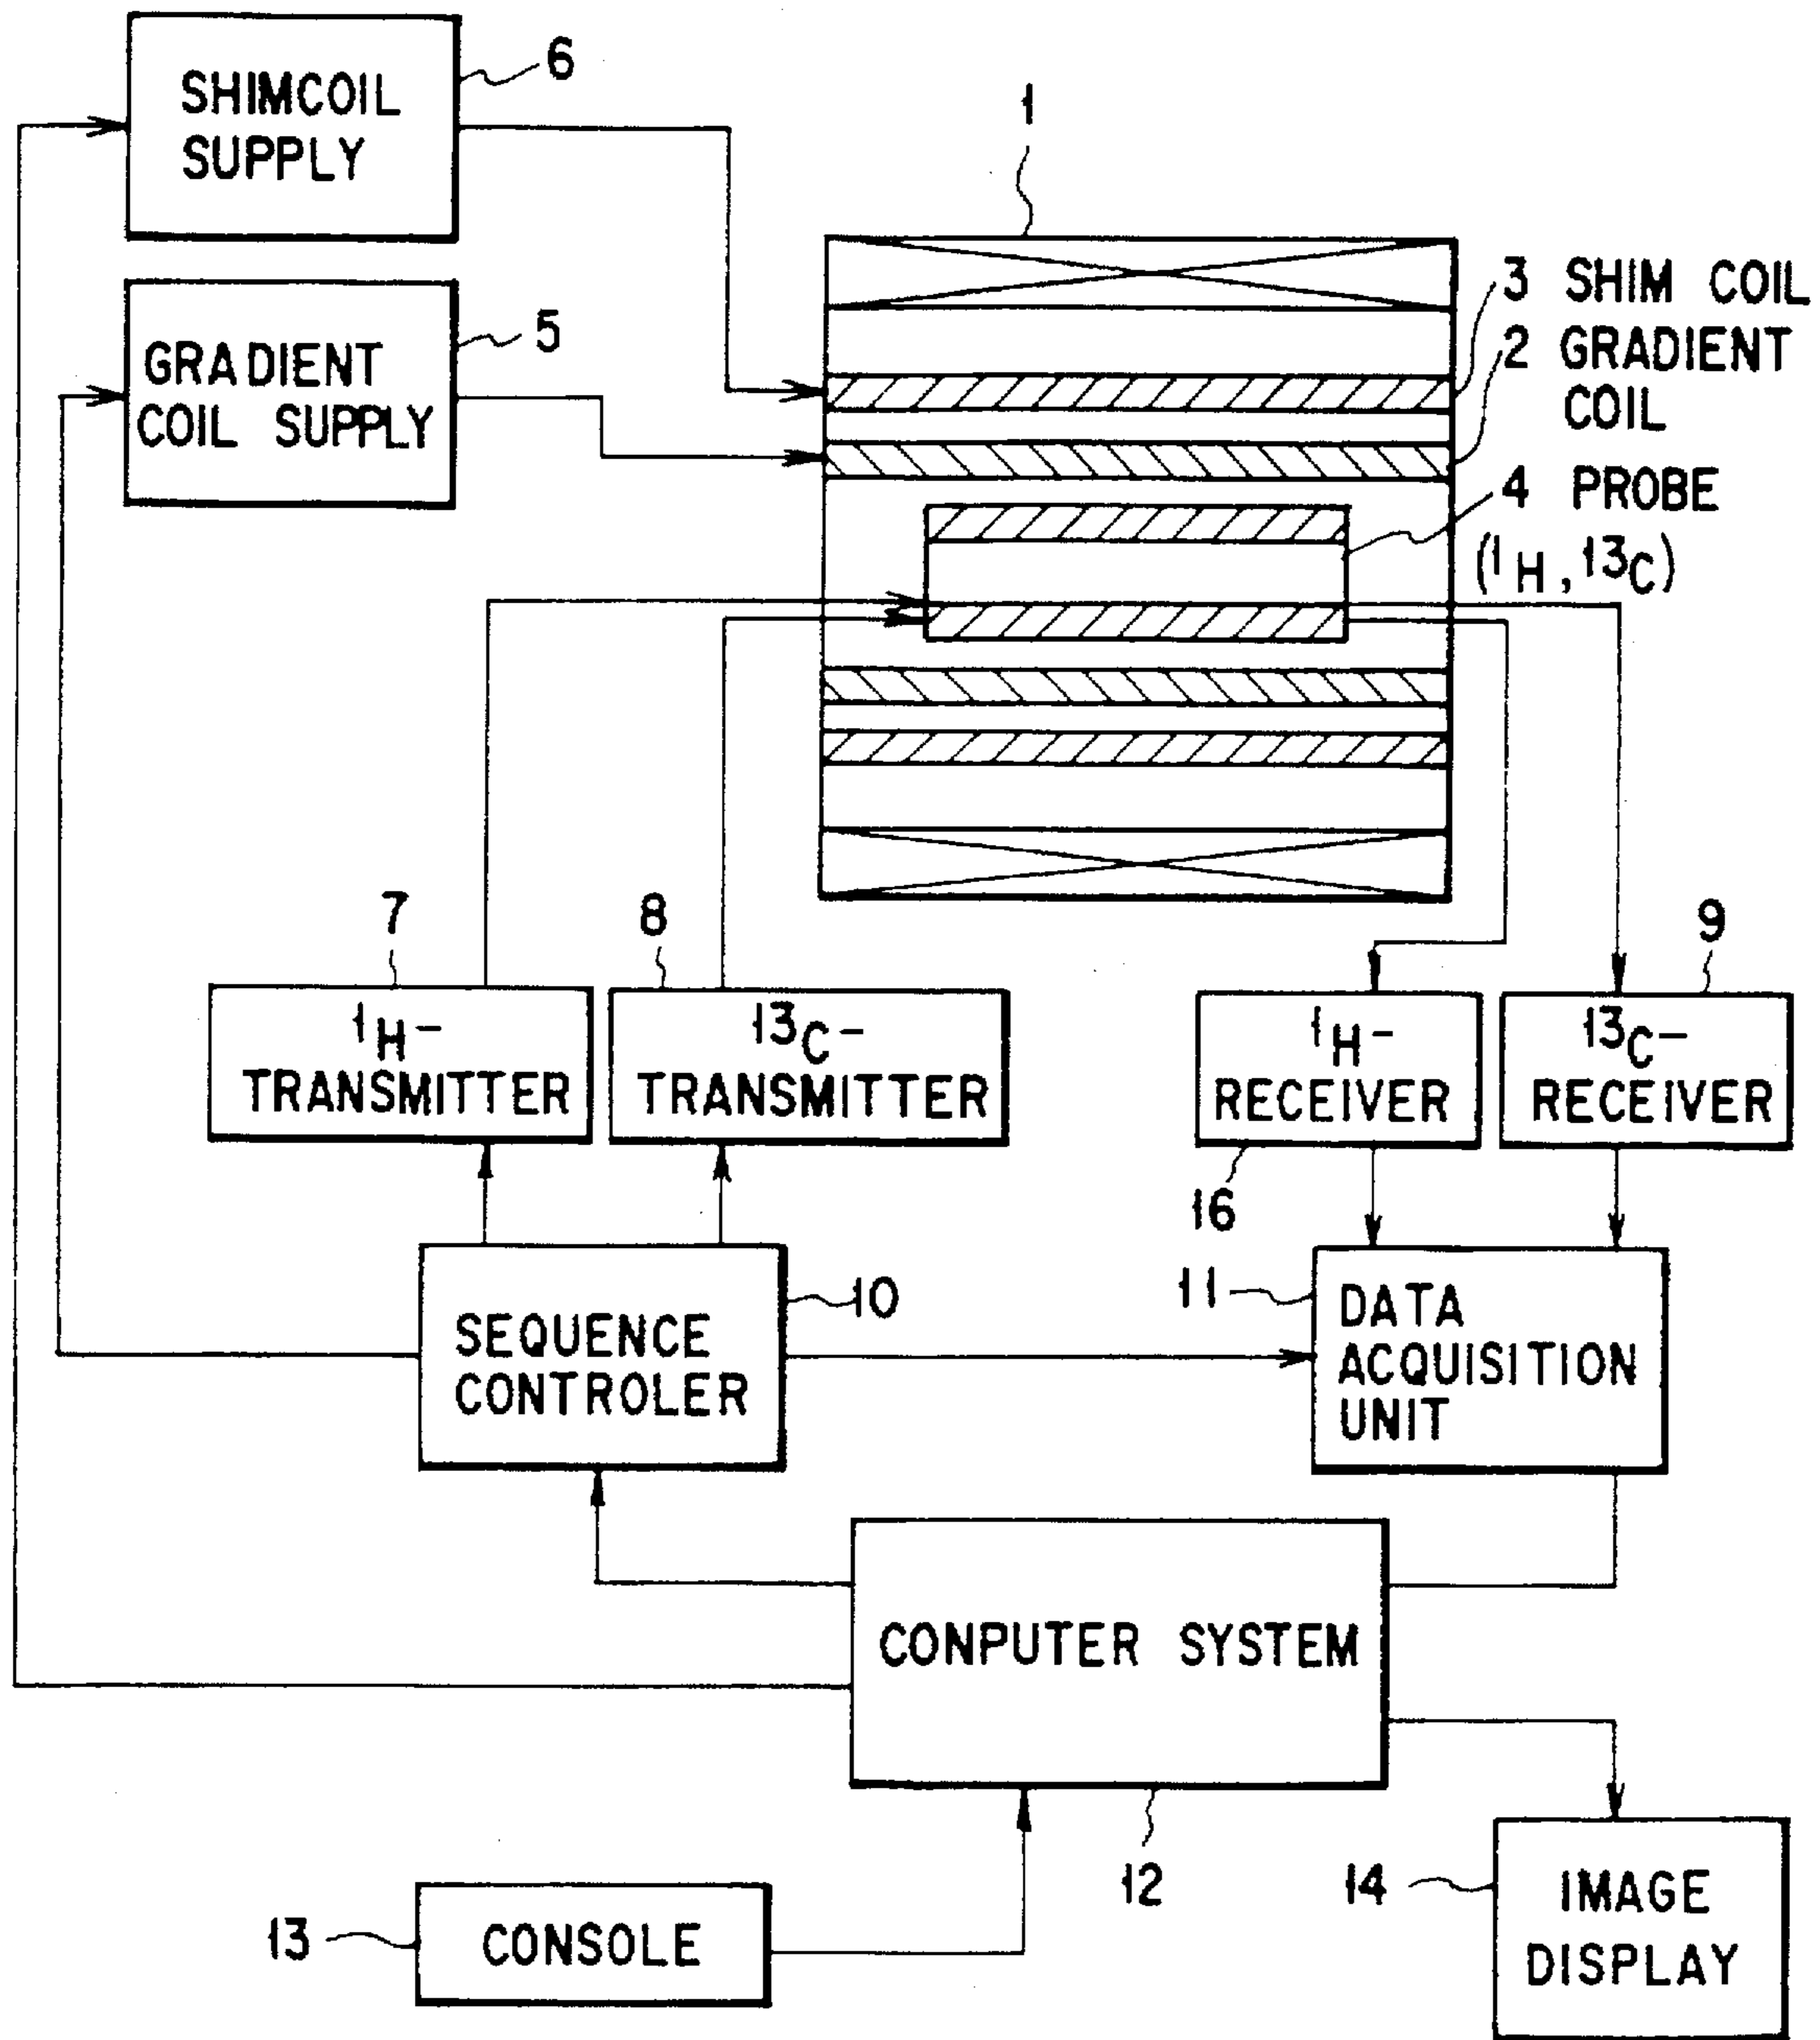 6
SHIMCOIL
SUPPLY
1
3 SHIM COIL
2 GRADIENT
COIL
5
GRADIENT
COIL SUPPLY
4 PROBE
(1H, 13C)
7
8
9
1H-
TRANSMITTER
13C-
TRANSMITTER
1H-
RECEIVER
13C-
RECEIVER
16
10
SEQUENCE
CONTROLER
11
DATA
ACQUISITION
UNIT
CONPUTER SYSTEM
12
13
CONSOLE
14
IMAGE
DISPLAY